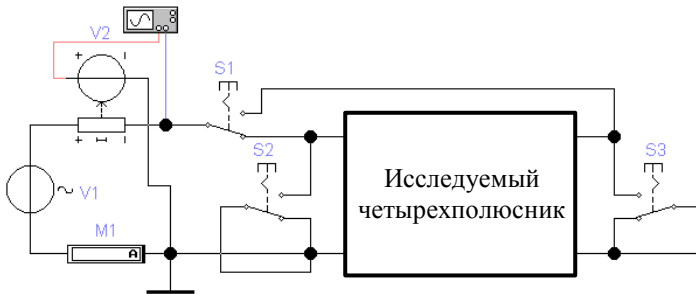 V2
S1
V1
M1
A
S2
Исследуемый
четырехполюсник
S3